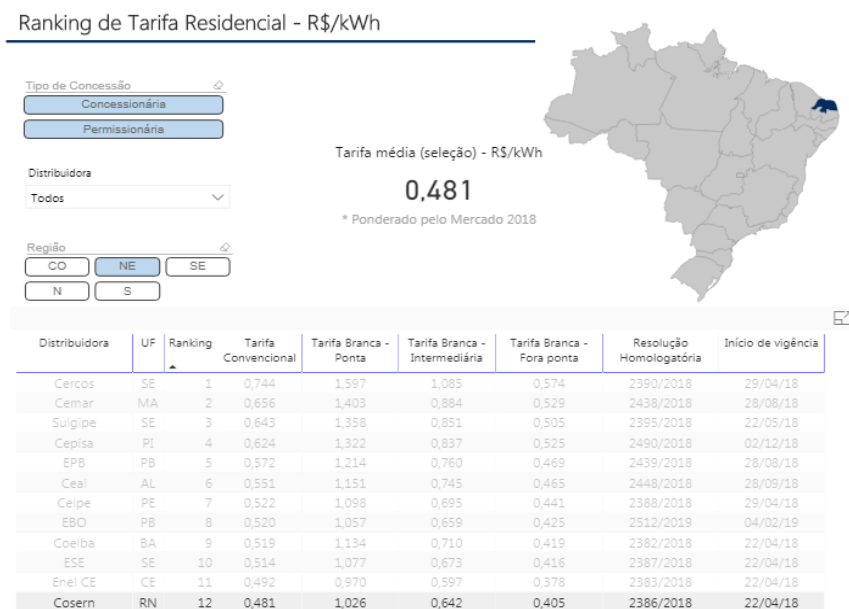 Ranking de Tarifa Residencial - R$/kWh
Tipo de Concessão
Concessionária
Permissionária
Distribuidora
Todos
Região
CO NE SE
N S
Tarifa média (seleção) - R$/kWh
0,481
* Ponderado pelo Mercado 2018
Distribuidora UF Ranking Tarifa Convencional Tarifa Branca - Ponta Tarifa Branca - Intermediária Tarifa Branca - Fora ponta Resolução Homologatória Início de vigência
Cercos SE 1 0,744 1,597 1,085 0,574 2390/2018 29/04/18
Cemar MA 2 0,656 1,403 0,884 0,529 2438/2018 28/08/18
Sulgipe SE 3 0,643 1,358 0,851 0,505 2395/2018 22/05/18
Cepisa PI 4 0,624 1,322 0,837 0,525 2490/2018 02/12/18
EPB PB 5 0,572 1,214 0,760 0,469 2439/2018 28/08/18
Ceal AL 6 0,551 1,151 0,745 0,465 2448/2018 28/09/18
Celpe PE 7 0,522 1,098 0,695 0,441 2388/2018 29/04/18
EBO PB 8 0,520 1,057 0,659 0,425 2512/2019 04/02/19
Coelba BA 9 0,519 1,134 0,710 0,419 2382/2018 22/04/18
ESE SE 10 0,514 1,077 0,673 0,416 2387/2018 22/04/18
Enel CE CE 11 0,492 0,970 0,597 0,378 2383/2018 22/04/18
Cosern RN 12 0,481 1,026 0,642 0,405 2386/2018 22/04/18